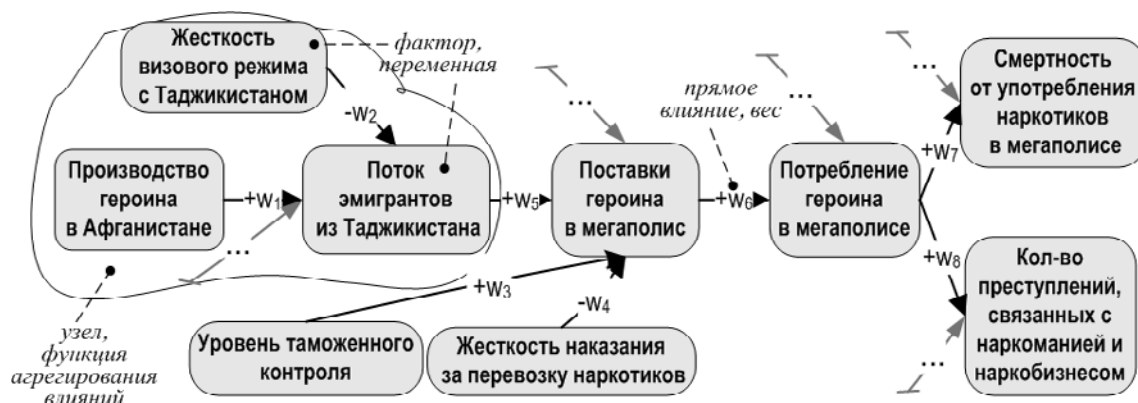 Жесткость
визового режима
с Таджикистаном
фактор,
переменная
-w2
Производство
героина
в Афганистане
+w1
Поток
эмигрантов
из Таджикистана
...
узел,
функция
агрегирования
влияний
+w5
...
Поставки
героина
в мегаполис
+w3
-w4
Уровень таможенного
контроля
Жесткость наказания
за перевозку наркотиков
прямое
влияние, вес
+w6
...
Потребление
героина
в мегаполисе
+w7
+w8
...
Смертность
от употребления
наркотиков
в мегаполисе
Кол-во
преступлений,
связанных с
наркоманией и
наркобизнесом
...